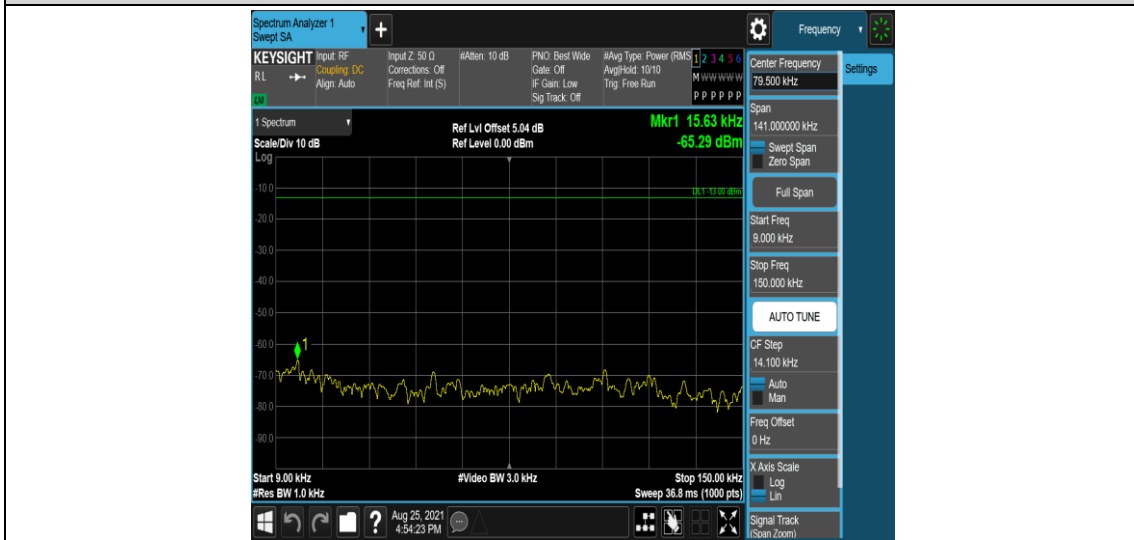 Spectrum Analyzer 1
Swept SA
+
Frequency
KEYSIGHT
RL
LXI
Input: RF
Coupling: DC
Align: Auto
Input Z: 50 Ω
Corrections: Off
Freq Ref: Int (S)
#Atten: 10 dB
PNO: Best Wide
Gate: Off
IF Gain: Low
Sig Track: Off
#Avg Type: Power (RMS
Avg|Hold: 10/10
Trig: Free Run
1 2 3 4 5 6
M W W W W W
P P P P P P
1 Spectrum
Scale/Div 10 dB
Log
Ref Lvl Offset 5.04 dB
Ref Level 0.00 dBm
Mkr1 15.63 kHz
-65.29 dBm
DL1 -13.00 dBm
-10.0
-20.0
-30.0
-40.0
-50.0
-60.0
1
-70.0
-80.0
-90.0
Start 9.00 kHz
#Res BW 1.0 kHz
#Video BW 3.0 kHz
Stop 150.00 kHz
Sweep 36.8 ms (1000 pts)
?
Aug 25, 2021
4:54:23 PM
Center Frequency
79.500 kHz
Settings
Span
141.000000 kHz
Swept Span
Zero Span
Full Span
Start Freq
9.000 kHz
Stop Freq
150.000 kHz
AUTO TUNE
CF Step
14.100 kHz
Auto
Man
Freq Offset
0 Hz
X Axis Scale
Log
Lin
Signal Track
(Span Zoom)